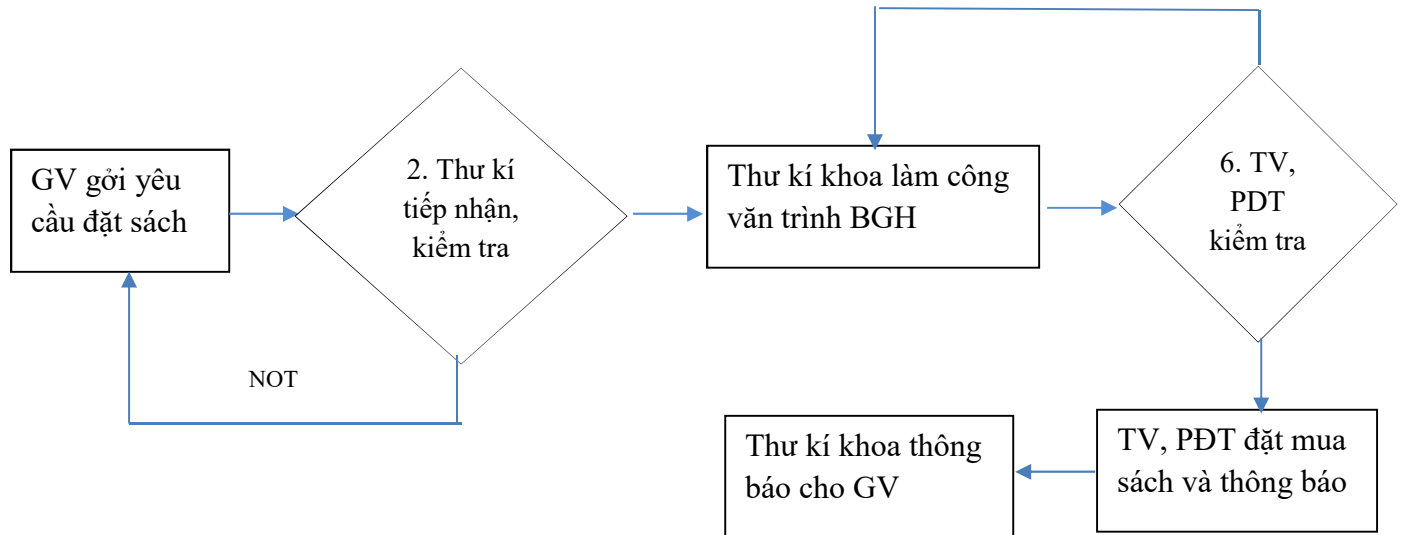 GV gởi yêu
cầu đặt sách
2. Thư kí
tiếp nhận,
kiểm tra
NOT
Thư kí khoa làm công
văn trình BGH
6. TV,
PDT
kiểm tra
TV, PĐT đặt mua
sách và thông báo
Thư kí khoa thông
báo cho GV